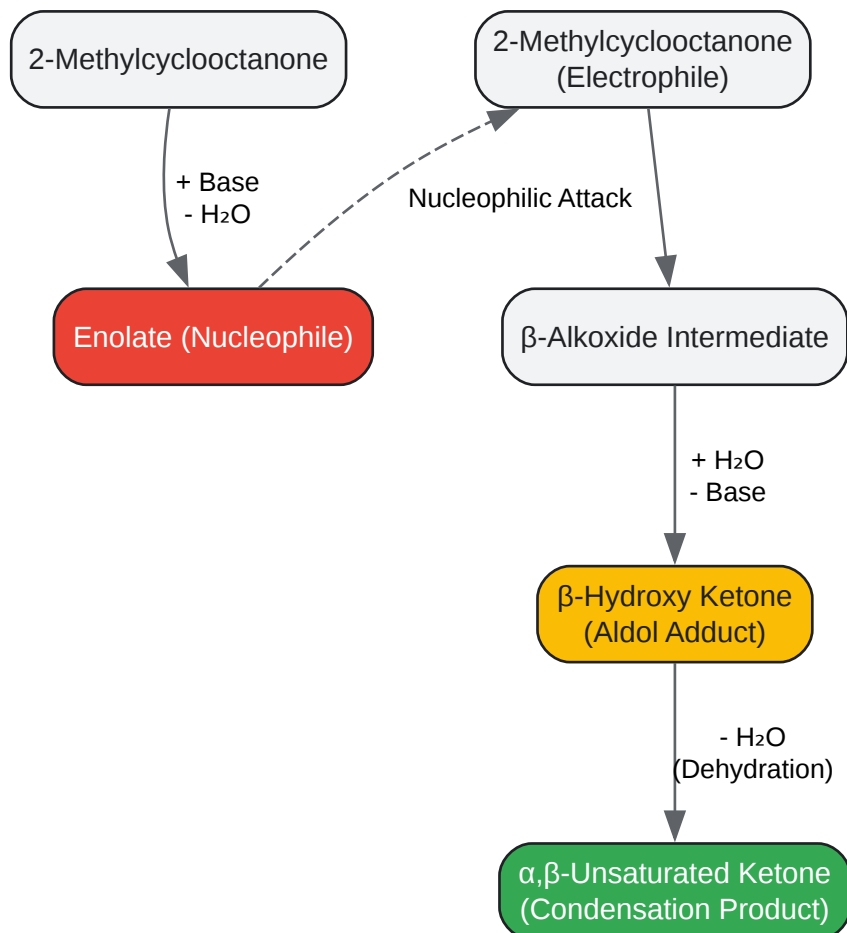 2-Methylcyclooctanone
2-Methylcyclooctanone
(Electrophile)
+ Base
- H₂O
Nucleophilic Attack
Enolate (Nucleophile)
β-Alkoxide Intermediate
+ H₂O
- Base
β-Hydroxy Ketone
(Aldol Adduct)
- H₂O
(Dehydration)
α,β-Unsaturated Ketone
(Condensation Product)